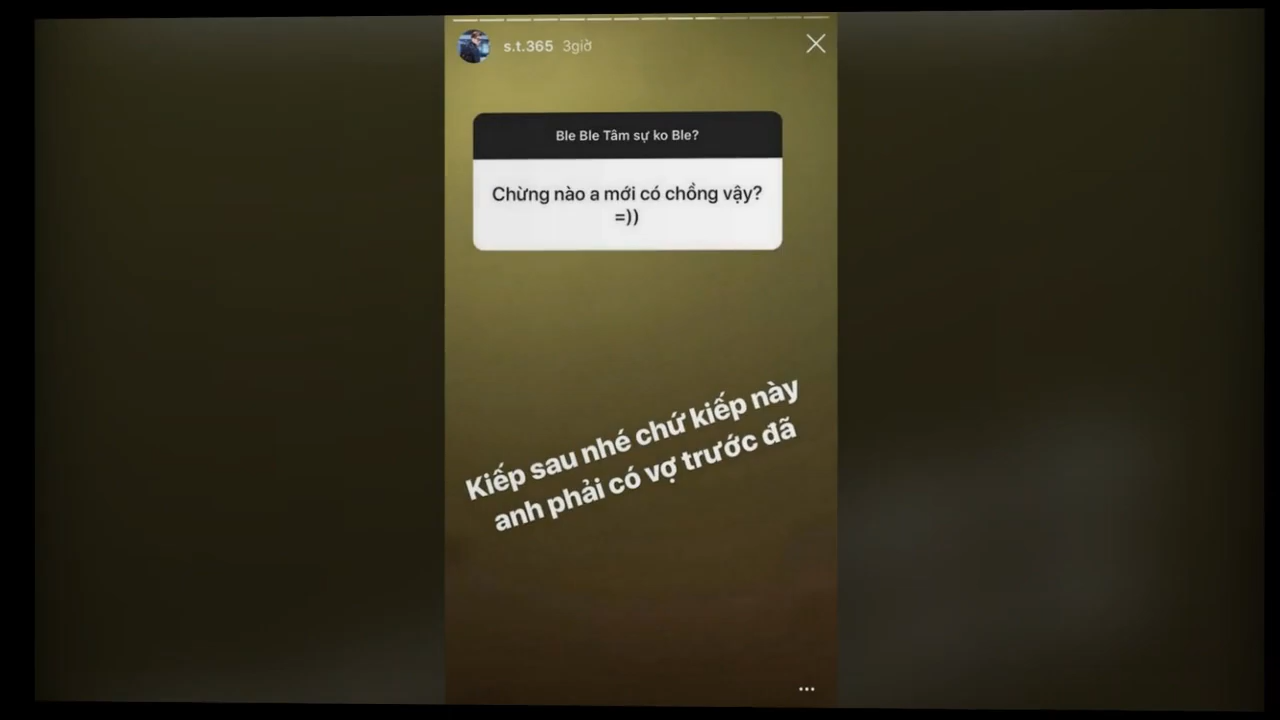 s.t.365 3giờ
Ble Ble Tâm sự ko Ble?
Chừng nào a mới có chồng vậy?
=))
Kiếp sau nhé chứ kiếp này
anh phải có vợ trước đã